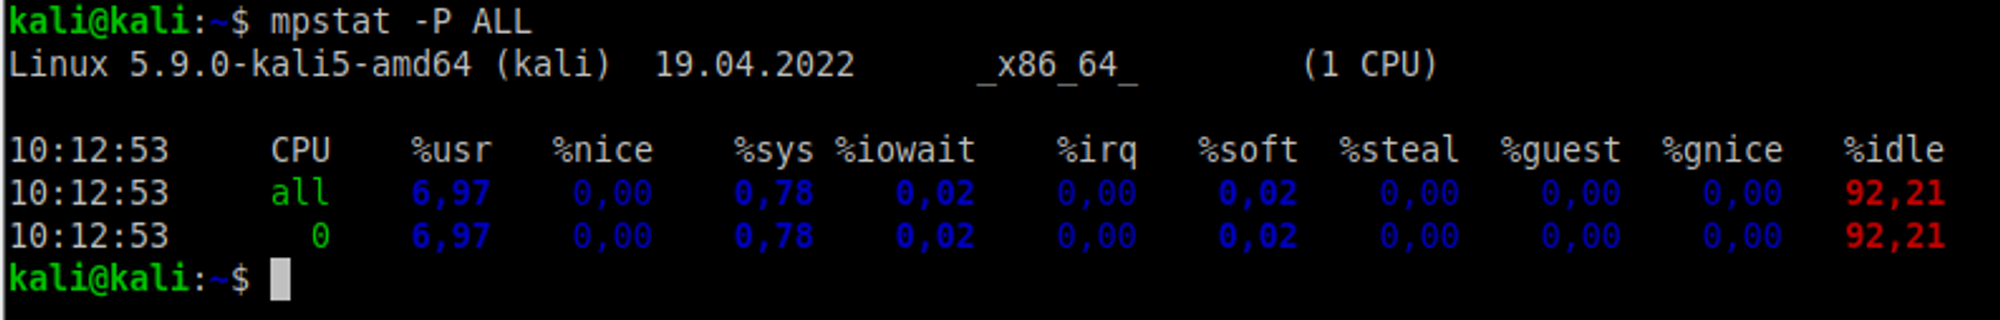 kali@kali:~$ mpstat -P ALL
Linux 5.9.0-kali5-amd64 (kali)  19.04.2022      _x86_64_        (1 CPU)
10:12:53     CPU    %usr   %nice    %sys %iowait    %irq   %soft  %steal  %guest  %gnice   %idle
10:12:53     all    6,97    0,00    0,78    0,02    0,00    0,02    0,00    0,00    0,00   92,21
10:12:53       0    6,97    0,00    0,78    0,02    0,00    0,02    0,00    0,00    0,00   92,21
kali@kali:~$